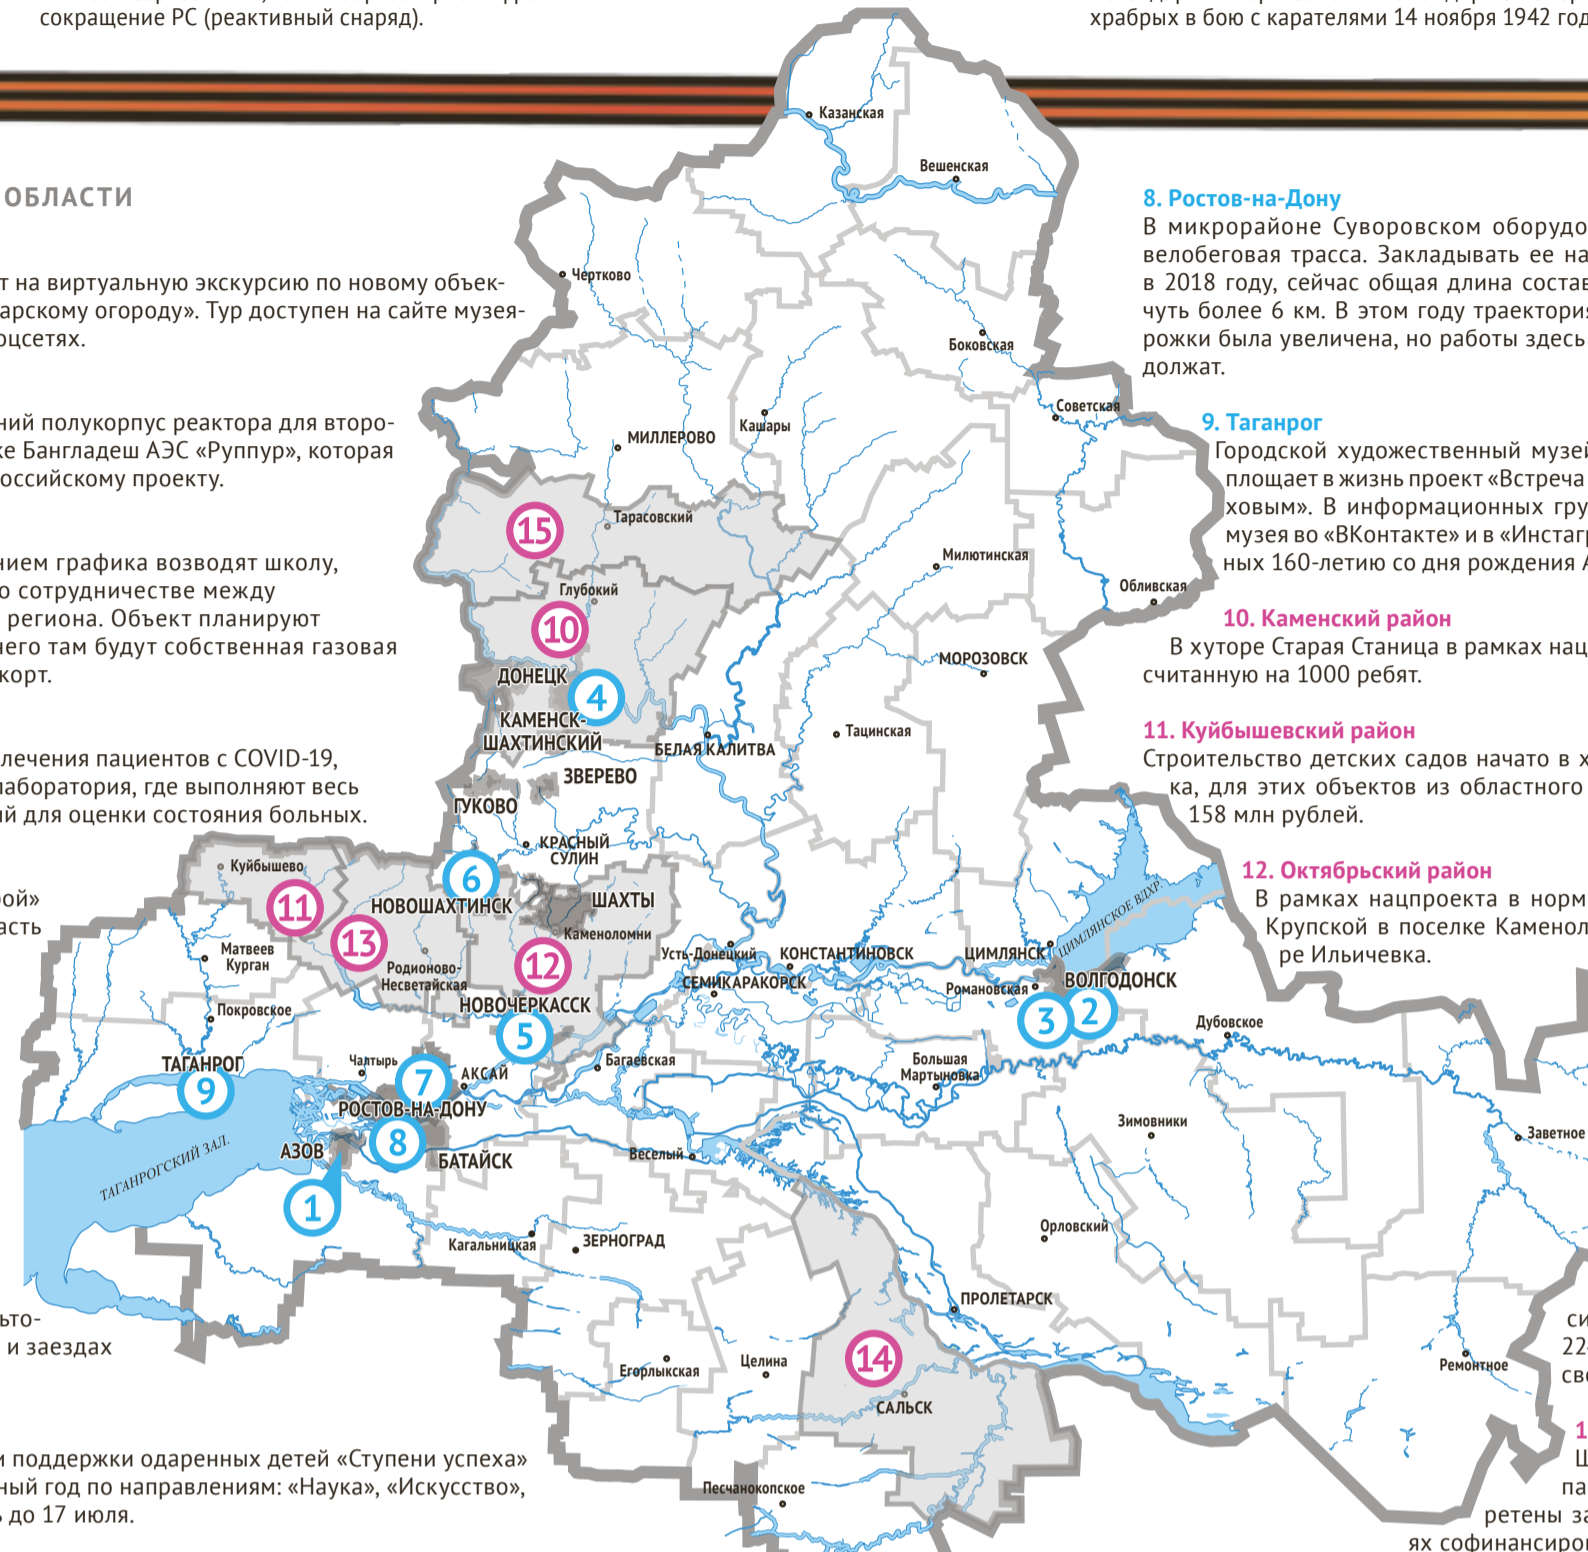 сокращение РС (реактивный снаряд).
храбрых в бою с карателями 14 ноября 1942 год
ОБЛАСТИ
т на виртуальную экскурсию по новому объек-
арскому огороду». Тур доступен на сайте музея-
оцсетях.
ний полукорпус реактора для второ-
ке Бангладеш АЭС «Руппур», которая
оссийскому проекту.
нием графика возводят школу,
о сотрудничестве между
региона. Объект планируют
чего там будут собственная газовая
корт.
лечения пациентов с COVID-19,
лаборатория, где выполняют весь
ий для оценки состояния больных.
рой»
асть
ьто-
и заездах
и поддержки одаренных детей «Ступени успеха»
ный год по направлениям: «Наука», «Искусство»,
ь до 17 июля.
Казанская
Вешенская
Чертково
Боковская
Советская
Кашары
МИЛЛЕРОВО
15
Тарасовский
Милютинская
Обливская
Глубокий
10
ДОНЕЦК
4
МОРОЗОВСК
КАМЕНСК-
ШАХТИНСКИЙ
БЕЛАЯ КАЛИТВА
Тацинская
ЗВЕРЕВО
ГУКОВО
КРАСНЫЙ
СУЛИН
Куйбышево
6
11
НОВОШАХТИНСК
ШАХТЫ
13
Каменоломни
Матвеев
Курган
Родионово-
Несветайская
12
Усть-Донецкий
КОНСТАНТИНОВСК
ЦИМЛЯНСК
ЦИМЛЯНСКОЕ ВДХР.
СЕМИКАРАКОРСК
Романовская
ВОЛГОДОНСК
Покровское
НОВОЧЕРКАССК
5
3
2
Дубовское
ТАГАНРОГ
9
Чалтырь
7
АКСАЙ
Багаевская
Большая
Мартыновка
РОСТОВ-НА-ДОНУ
8
Зимовники
Заветное
ТАГАНРОГСКИЙ ЗАЛ.
АЗОВ
БАТАЙСК
Веселый
1
Кагальницкая
ЗЕРНОГРАД
Орловский
ПРОЛЕТАРСК
Егорлыкская
Целина
14
САЛЬСК
Ремонтное
Песчанокопское
8. Ростов-на-Дону
В микрорайоне Суворовском оборудо
велобеговая трасса. Закладывать ее на
в 2018 году, сейчас общая длина состав
чуть более 6 км. В этом году траектория
рожки была увеличена, но работы здесь
должат.
9. Таганрог
Городской художественный музей
площает в жизнь проект «Встреча
ховым». В информационных гру
музея во «ВКонтакте» и в «Инстаг
ных 160-летию со дня рождения А
10. Каменский район
В хуторе Старая Станица в рамках нац
считанную на 1000 ребят.
11. Куйбышевский район
Строительство детских садов начато в х
ка, для этих объектов из областного
158 млн рублей.
12. Октябрьский район
В рамках нацпроекта в норм
Крупской в поселке Каменол
ре Ильичевка.
си
22
све
1
Ш
па
ретены за
ях софинансиров